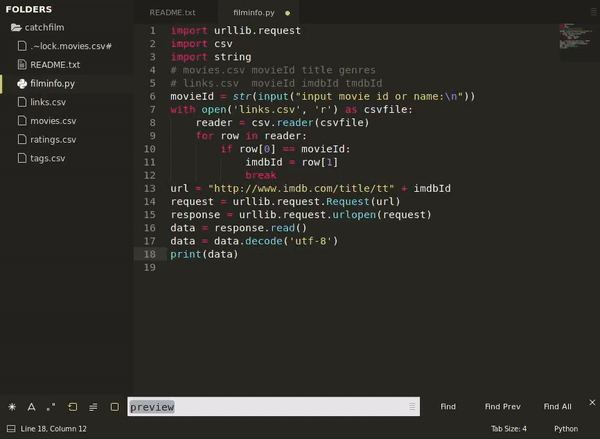 FOLDERS
catchfilm
.~lock.movies.csv#
README.txt
filminfo.py
links.csv
movies.csv
ratings.csv
tags.csv
README.txt
filminfo.py
1 import urllib.request
2 import csv
3 import string
4 # movies.csv movieId title genres
5 # links.csv  movieId imdbId tmdbId
6 movieId = str(input("input movie id or name:\n"))
7 with open('links.csv', 'r') as csvfile:
8     reader = csv.reader(csvfile)
9     for row in reader:
10         if row[0] == movieId:
11             imdbId = row[1]
12             break
13 url = "http://www.imdb.com/title/tt" + imdbId
14 request = urllib.request.Request(url)
15 response = urllib.request.urlopen(request)
16 data = response.read()
17 data = data.decode('utf-8')
18 print(data)
19
.* preview Find Find Prev Find All
Line 18, Column 12 Tab Size: 4 Python